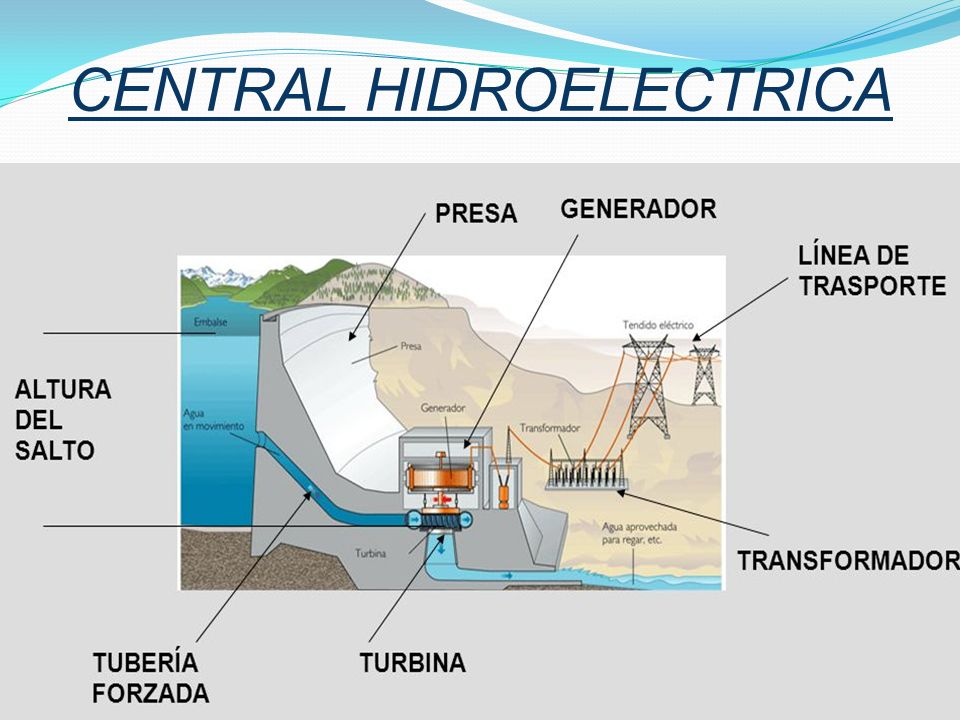 CENTRAL HIDROELECTRICA
PRESA
GENERADOR
LÍNEA DE
TRASPORTE
Embalse
Tendido eléctrico
Presa
ALTURA
DEL
SALTO
Agua
en movimiento
Generador
Transformador
Agua aprovechada
para regar, etc.
Turbina
TRANSFORMADOR
TUBERÍA
FORZADA
TURBINA